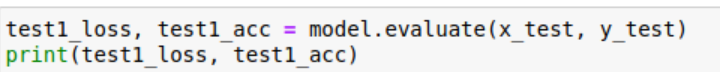 test1_loss, test1_acc = model.evaluate(x_test, y_test)
print(test1_loss, test1_acc)